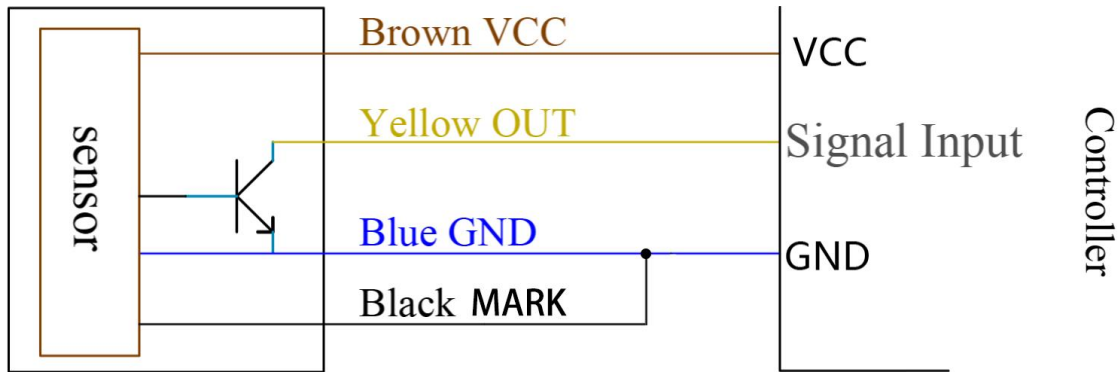 Brown VCC
VCC
Yellow OUT
Signal Input
sensor
Blue GND
GND
Black MARK
Controller